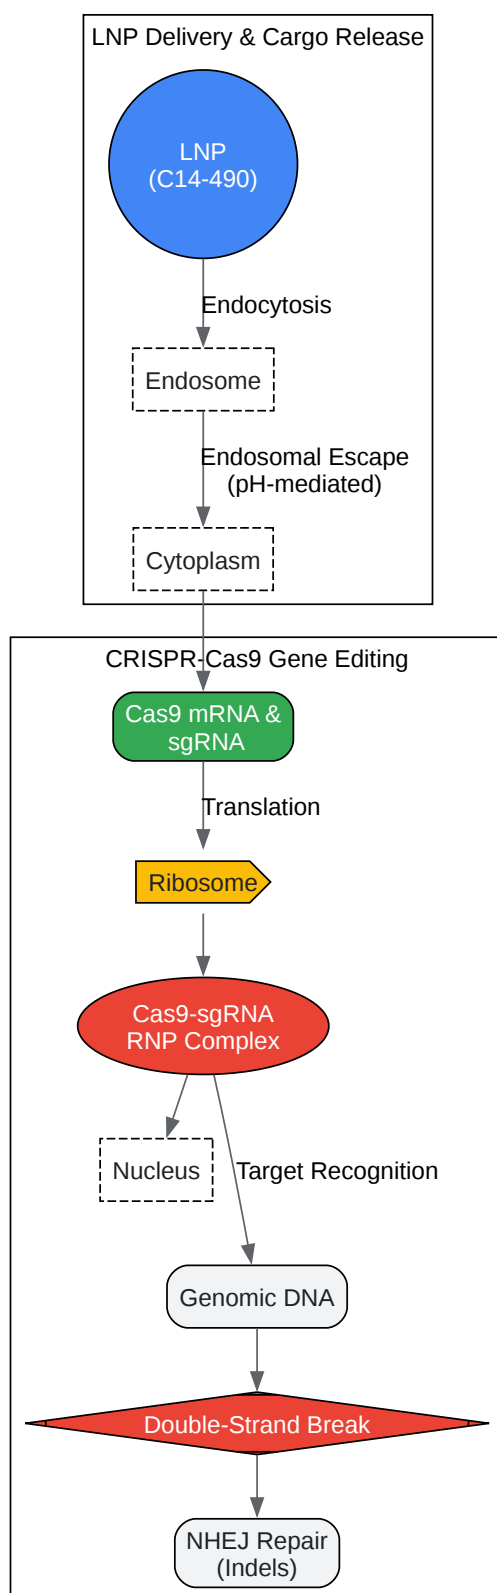 LNP Delivery & Cargo Release
LNP
(C14-490)
Endocytosis
Endosome
Endosomal Escape
(pH-mediated)
Cytoplasm
CRISPR-Cas9 Gene Editing
Cas9 mRNA &
sgRNA
Translation
Ribosome
Cas9-sgRNA
RNP Complex
Nucleus
Target Recognition
Genomic DNA
Double-Strand Break
NHEJ Repair
(Indels)